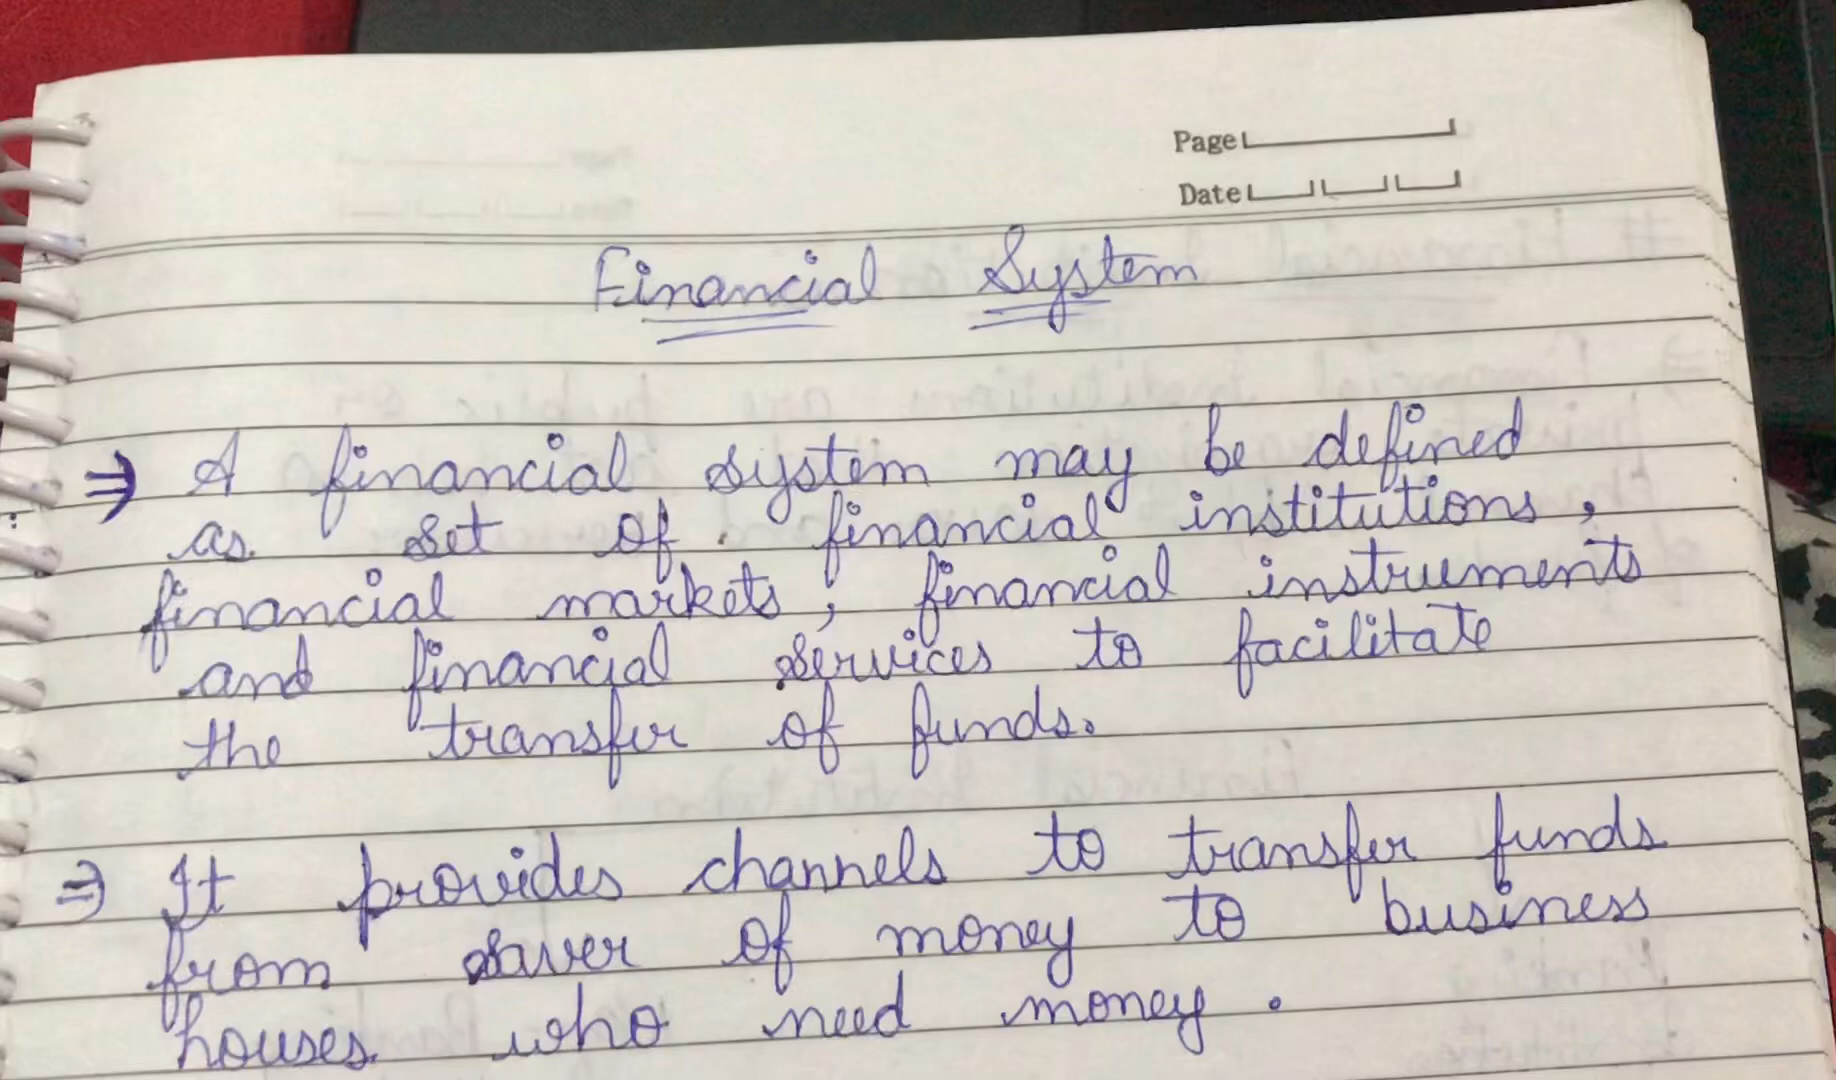 Page
Date
Financial System
⇒ A financial system may be defined
as set of financial institutions,
financial markets, financial instruments
and financial services to facilitate
the transfer of funds.
⇒ It provides channels to transfer funds
from saver of money to business
houses who need money.